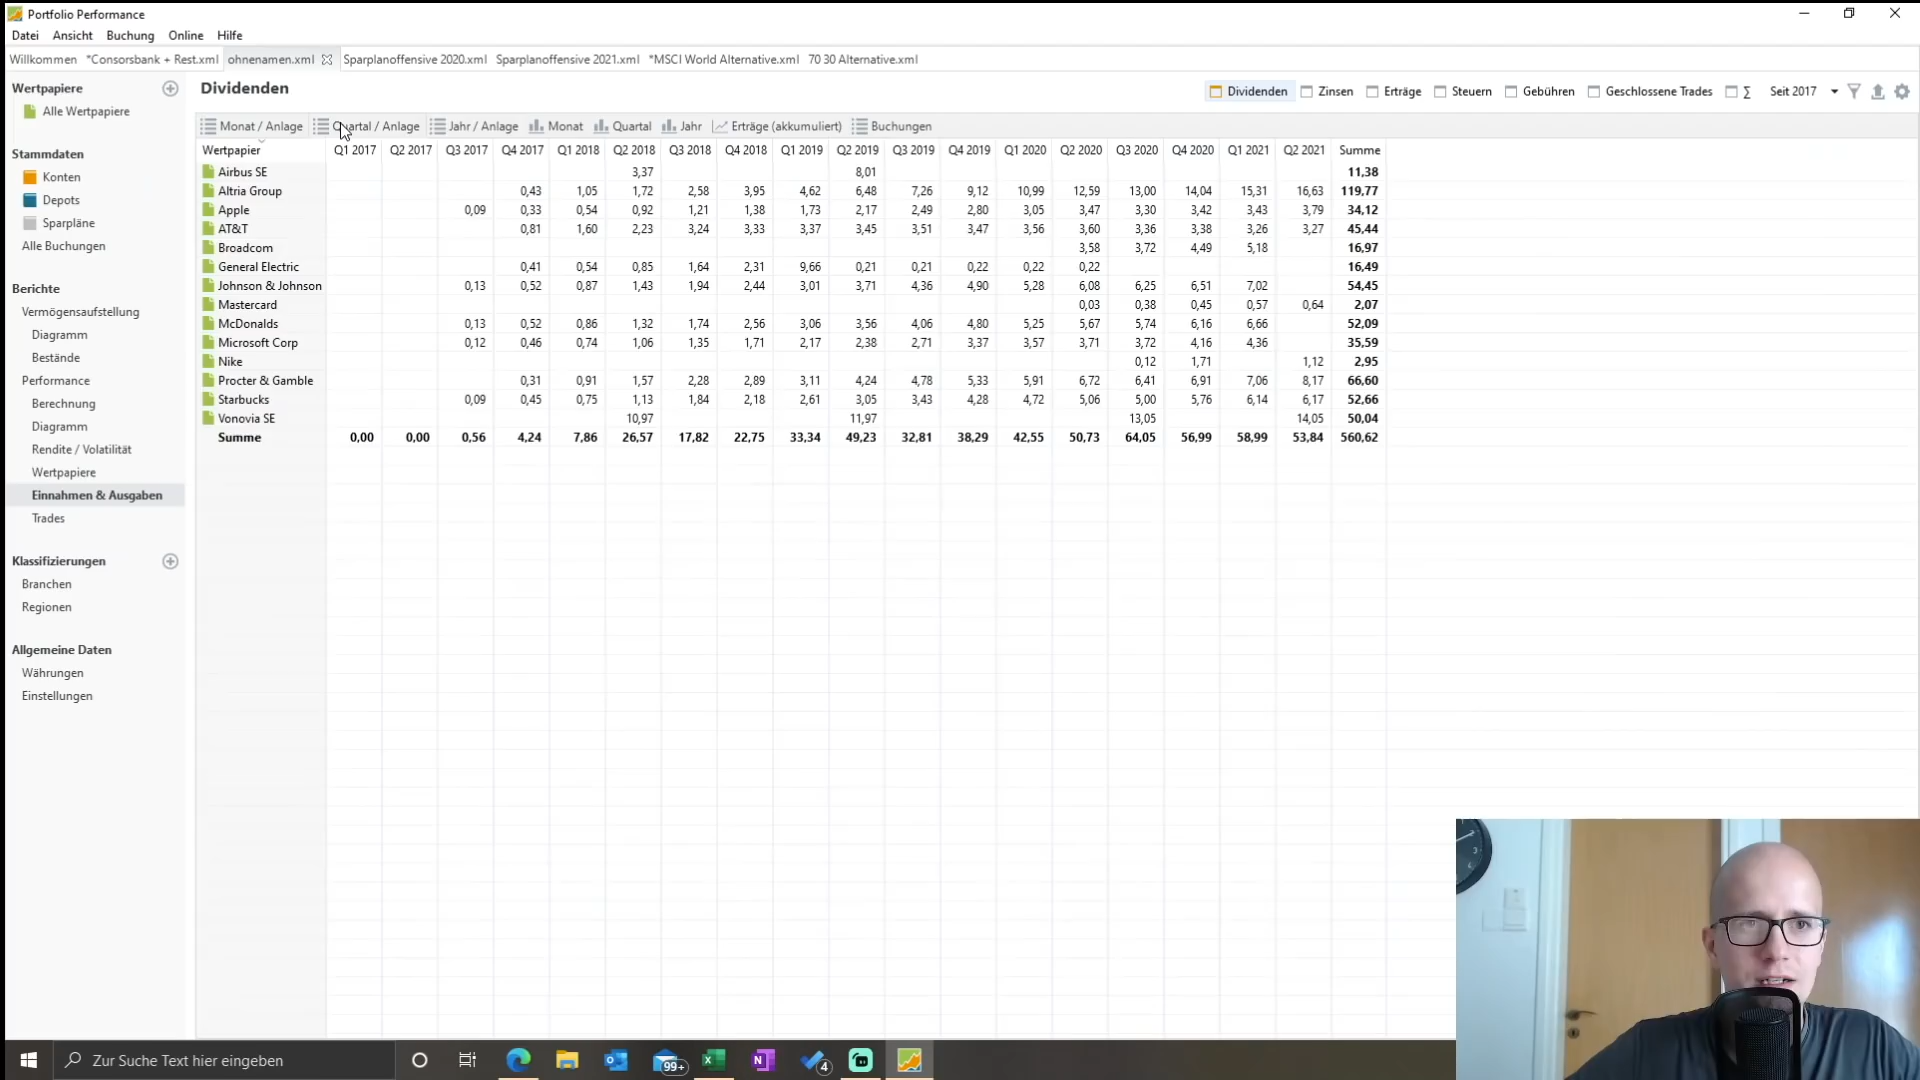 Portfolio Performance
Datei Ansicht Buchung Online Hilfe
Willkommen *Consorsbank + Rest.xml ohnenamen.xml Sparplanoffensive 2020.xml Sparplanoffensive 2021.xml *MSCI World Alternative.xml 70 30 Alternative.xml
Wertpapiere
Alle Wertpapiere
Stammdaten
Konten
Depots
Sparpläne
Alle Buchungen
Berichte
Vermögensaufstellung
Diagramm
Bestände
Performance
Berechnung
Diagramm
Rendite / Volatilität
Wertpapiere
Einnahmen & Ausgaben
Trades
Klassifizierungen
Branchen
Regionen
Allgemeine Daten
Währungen
Einstellungen
Dividenden
Dividenden Zinsen Erträge Steuern Gebühren Geschlossene Trades Σ Seit 2017
Monat / Anlage Quartal / Anlage Jahr / Anlage Monat Quartal Jahr Erträge (akkumuliert) Buchungen
Wertpapier Q1 2017 Q2 2017 Q3 2017 Q4 2017 Q1 2018 Q2 2018 Q3 2018 Q4 2018 Q1 2019 Q2 2019 Q3 2019 Q4 2019 Q1 2020 Q2 2020 Q3 2020 Q4 2020 Q1 2021 Q2 2021 Summe
Airbus SE 3,37 8,01 11,38
Altria Group 0,43 1,05 1,72 2,58 3,95 4,62 6,48 7,26 9,12 10,99 12,59 13,00 14,04 15,31 16,63 119,77
Apple 0,09 0,33 0,54 0,92 1,21 1,38 1,73 2,17 2,49 2,80 3,05 3,47 3,30 3,42 3,43 3,79 34,12
AT&T 0,81 1,60 2,23 3,24 3,33 3,37 3,45 3,51 3,47 3,56 3,60 3,36 3,38 3,26 3,27 45,44
Broadcom 3,58 3,72 4,49 5,18 16,97
General Electric 0,41 0,54 0,85 1,64 2,31 9,66 0,21 0,21 0,22 0,22 0,22 16,49
Johnson & Johnson 0,13 0,52 0,87 1,43 1,94 2,44 3,01 3,71 4,36 4,90 5,28 6,08 6,25 6,51 7,02 54,45
Mastercard 0,03 0,38 0,45 0,57 0,64 2,07
McDonalds 0,13 0,52 0,86 1,32 1,74 2,56 3,06 3,56 4,06 4,80 5,25 5,67 5,74 6,16 6,66 52,09
Microsoft Corp 0,12 0,46 0,74 1,06 1,35 1,71 2,17 2,38 2,71 3,37 3,57 3,71 3,72 4,16 4,36 35,59
Nike 0,12 1,71 1,12 2,95
Procter & Gamble 0,31 0,91 1,57 2,28 2,89 3,11 4,24 4,78 5,33 5,91 6,72 6,41 6,91 7,06 8,17 66,60
Starbucks 0,09 0,45 0,75 1,13 1,84 2,18 2,61 3,05 3,43 4,28 4,72 5,06 5,00 5,76 6,14 6,17 52,66
Vonovia SE 10,97 11,97 13,05 14,05 50,04
Summe 0,00 0,00 0,56 4,24 7,86 26,57 17,82 22,75 33,34 49,23 32,81 38,29 42,55 50,73 64,05 56,99 58,99 53,84 560,62
Zur Suche Text hier eingeben
99+
4